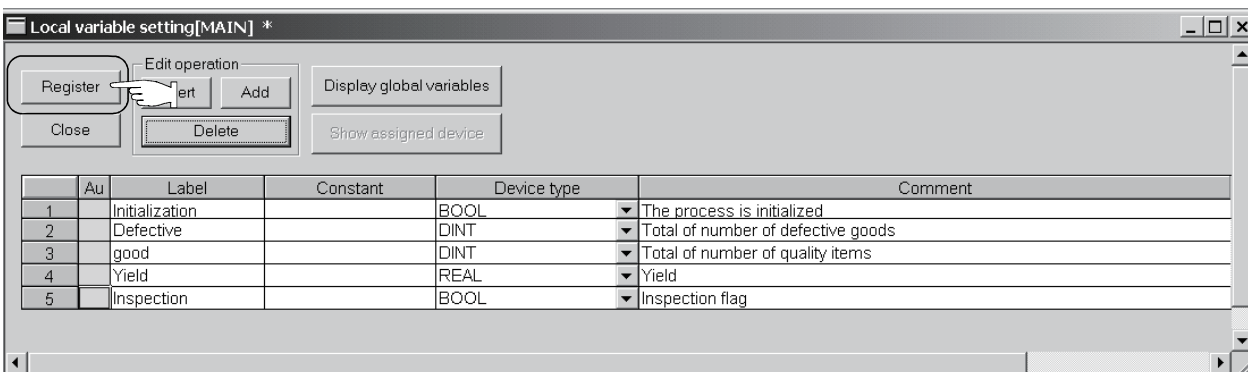 Local variable setting[MAIN] *
Edit operation
Register
ert
Add
Display global variables
Close
Delete
Show assigned device
Au Label Constant Device type Comment
1 Initialization BOOL The process is initialized
2 Defective DINT Total of number of defective goods
3 good DINT Total of number of quality items
4 Yield REAL Yield
5 Inspection BOOL Inspection flag